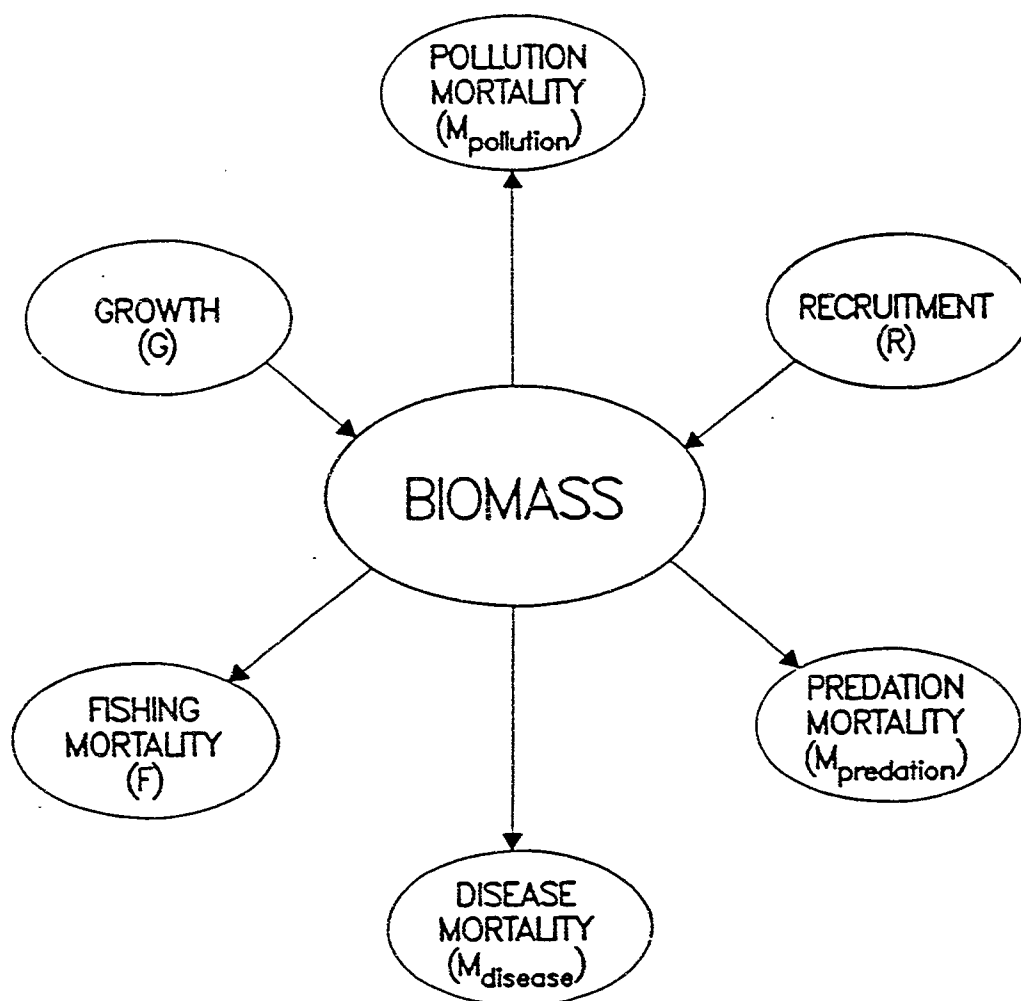 POLLUTION
MORTALITY
(Mpollution)
GROWTH
(G)
RECRUITMENT
(R)
BIOMASS
FISHING
MORTALITY
(F)
PREDATION
MORTALITY
(Mpredation)
DISEASE
MORTALITY
(Mdisease)